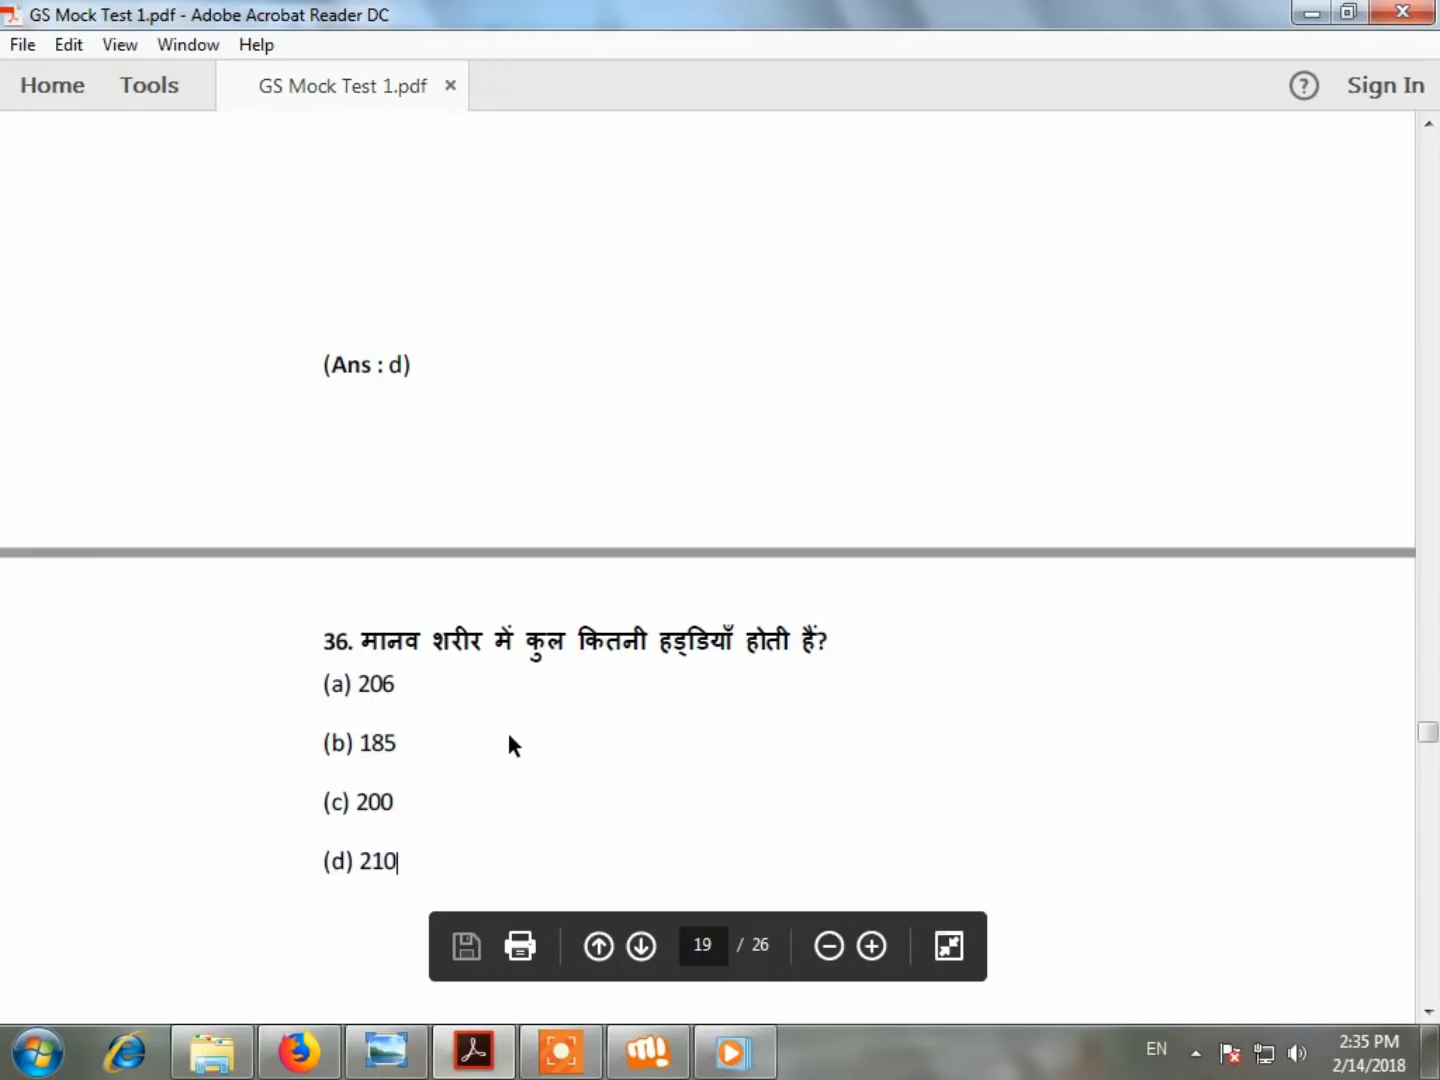 GS Mock Test 1.pdf - Adobe Acrobat Reader DC
File Edit View Window Help
Home Tools GS Mock Test 1.pdf × ? Sign In
(Ans : d)
36. मानव शरीर में कुल कितनी हड्डियाँ होती हैं?
(a) 206
(b) 185
(c) 200
(d) 210
19 / 26
EN 2:35 PM
2/14/2018